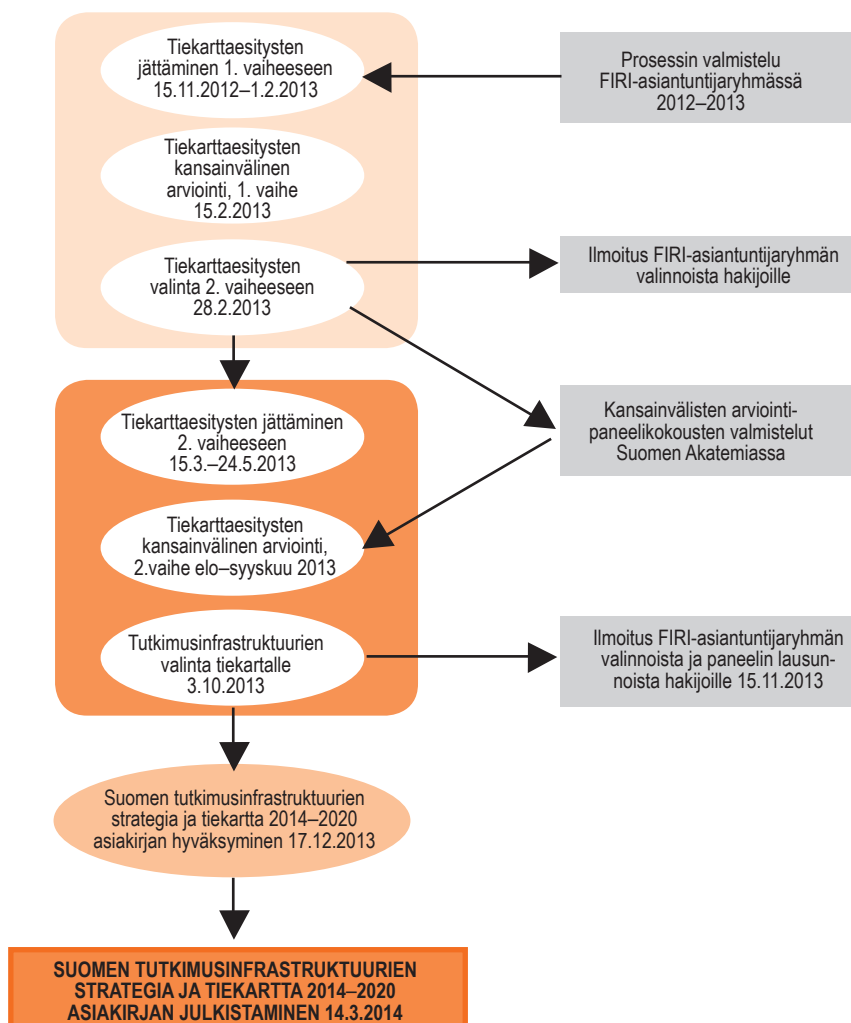 Tiekarttaesitysten
jättäminen 1. vaiheeseen
15.11.2012–1.2.2013
Prosessin valmistelu
FIRI-asiantuntijaryhmässä
2012–2013
Tiekarttaesitysten
kansainvälinen
arviointi, 1. vaihe
15.2.2013
Tiekarttaesitysten
valinta 2. vaiheeseen
28.2.2013
Ilmoitus FIRI-asiantuntijaryhmän
valinnoista hakijoille
Tiekarttaesitysten jättäminen
2. vaiheeseen
15.3.–24.5.2013
Kansainvälisten arviointi-
paneelikokousten valmistelut
Suomen Akatemiassa
Tiekarttaesitysten
kansainvälinen arviointi,
2.vaihe elo–syyskuu 2013
Tutkimusinfrastruktuurien
valinta tiekartalle
3.10.2013
Ilmoitus FIRI-asiantuntijaryhmän
valinnoista ja paneelin lausun-
noista hakijoille 15.11.2013
Suomen tutkimusinfrastruktuurien
strategia ja tiekartta 2014–2020
asiakirjan hyväksyminen 17.12.2013
SUOMEN TUTKIMUSINFRASTRUKTUURIEN
STRATEGIA JA TIEKARTTA 2014–2020
ASIAKIRJAN JULKISTAMINEN 14.3.2014